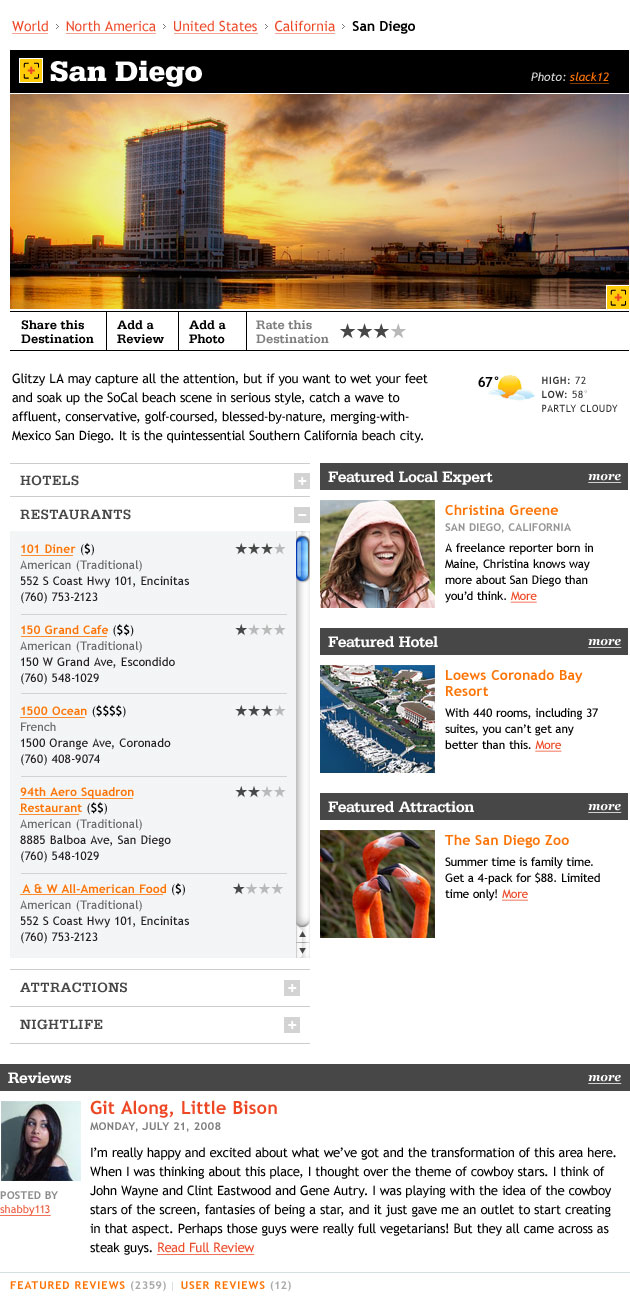 World > North America > United States > California > San Diego
San Diego
Photo: slack12
Share this
Destination
Add a
Review
Add a
Photo
Rate this
Destination
Glitzy LA may capture all the attention, but if you want to wet your feet
and soak up the SoCal beach scene in serious style, catch a wave to
affluent, conservative, golf-coursed, blessed-by-nature, merging-with-
Mexico San Diego. It is the quintessential Southern California beach city.
67°
HIGH: 72
LOW: 58°
PARTLY CLOUDY
HOTELS
RESTAURANTS
101 Diner ($)
American (Traditional)
552 S Coast Hwy 101, Encinitas
(760) 753-2123
150 Grand Cafe ($$)
American (Traditional)
150 W Grand Ave, Escondido
(760) 548-1029
1500 Ocean ($$$$)
French
1500 Orange Ave, Coronado
(760) 408-9074
94th Aero Squadron
Restaurant ($$)
American (Traditional)
8885 Balboa Ave, San Diego
(760) 548-1029
A & W All-American Food ($)
American (Traditional)
552 S Coast Hwy 101, Encinitas
(760) 753-2123
ATTRACTIONS
NIGHTLIFE
Featured Local Expert more
Christina Greene
SAN DIEGO, CALIFORNIA
A freelance reporter born in
Maine, Christina knows way
more about San Diego than
you'd think. More
Featured Hotel more
Loews Coronado Bay
Resort
With 440 rooms, including 37
suites, you can't get any
better than this. More
Featured Attraction more
The San Diego Zoo
Summer time is family time.
Get a 4-pack for $88. Limited
time only! More
Reviews more
Git Along, Little Bison
MONDAY, JULY 21, 2008
POSTED BY
shabby113
I'm really happy and excited about what we've got and the transformation of this area here.
When I was thinking about this place, I thought over the theme of cowboy stars. I think of
John Wayne and Clint Eastwood and Gene Autry. I was playing with the idea of the cowboy
stars of the screen, fantasies of being a star, and it just gave me an outlet to start creating
in that aspect. Perhaps those guys were really full vegetarians! But they all came across as
steak guys. Read Full Review
FEATURED REVIEWS (2359) | USER REVIEWS (12)